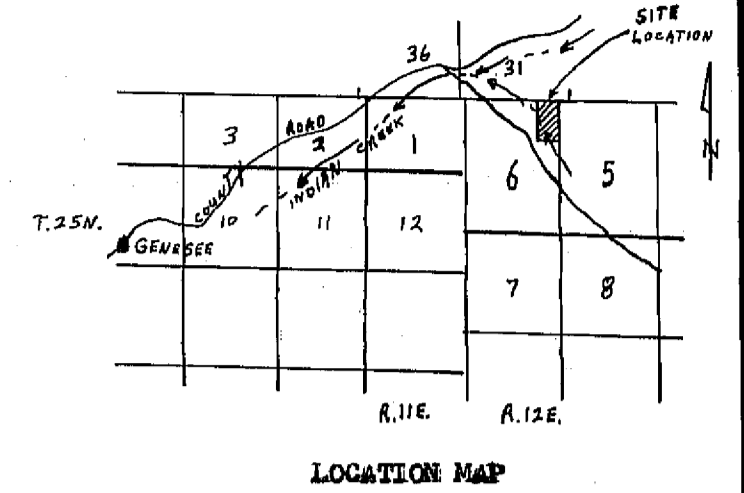 SITE
LOCATION
36
31
3
ROAD
2
CREEK
1
6
5
N
COUNTY
10
INDIAN
11
12
T.25N.
GENESEE
7
8
R.11E.
R.12E.
LOCATION MAP